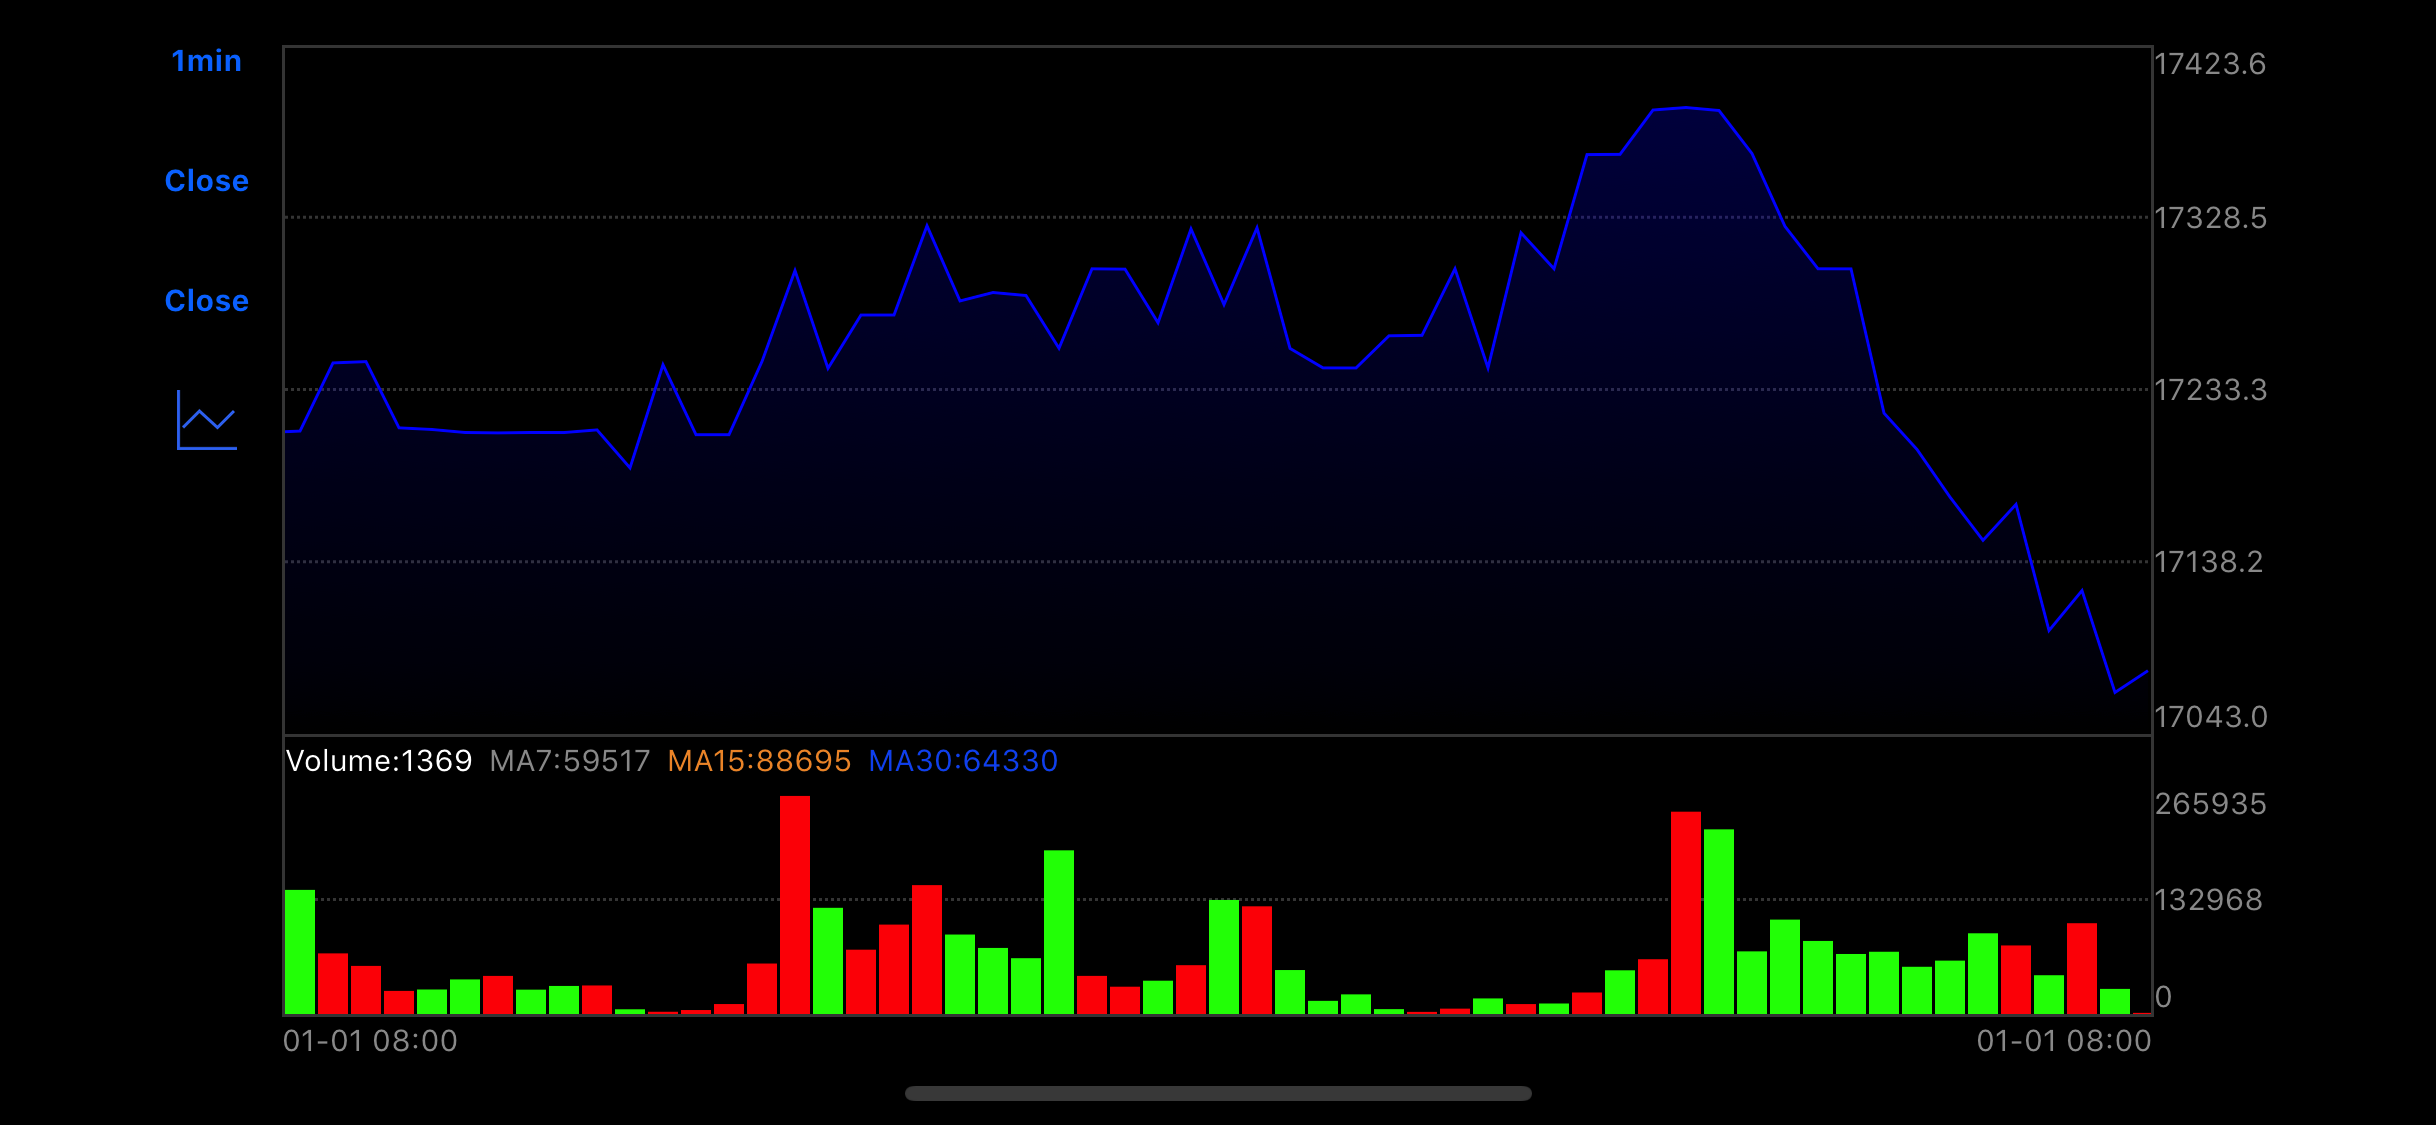 1min
Close
Close
17423.6
17328.5
17233.3
17138.2
17043.0
Volume:1369 MA7:59517 MA15:88695 MA30:64330
265935
132968
0
01-01 08:00 01-01 08:00